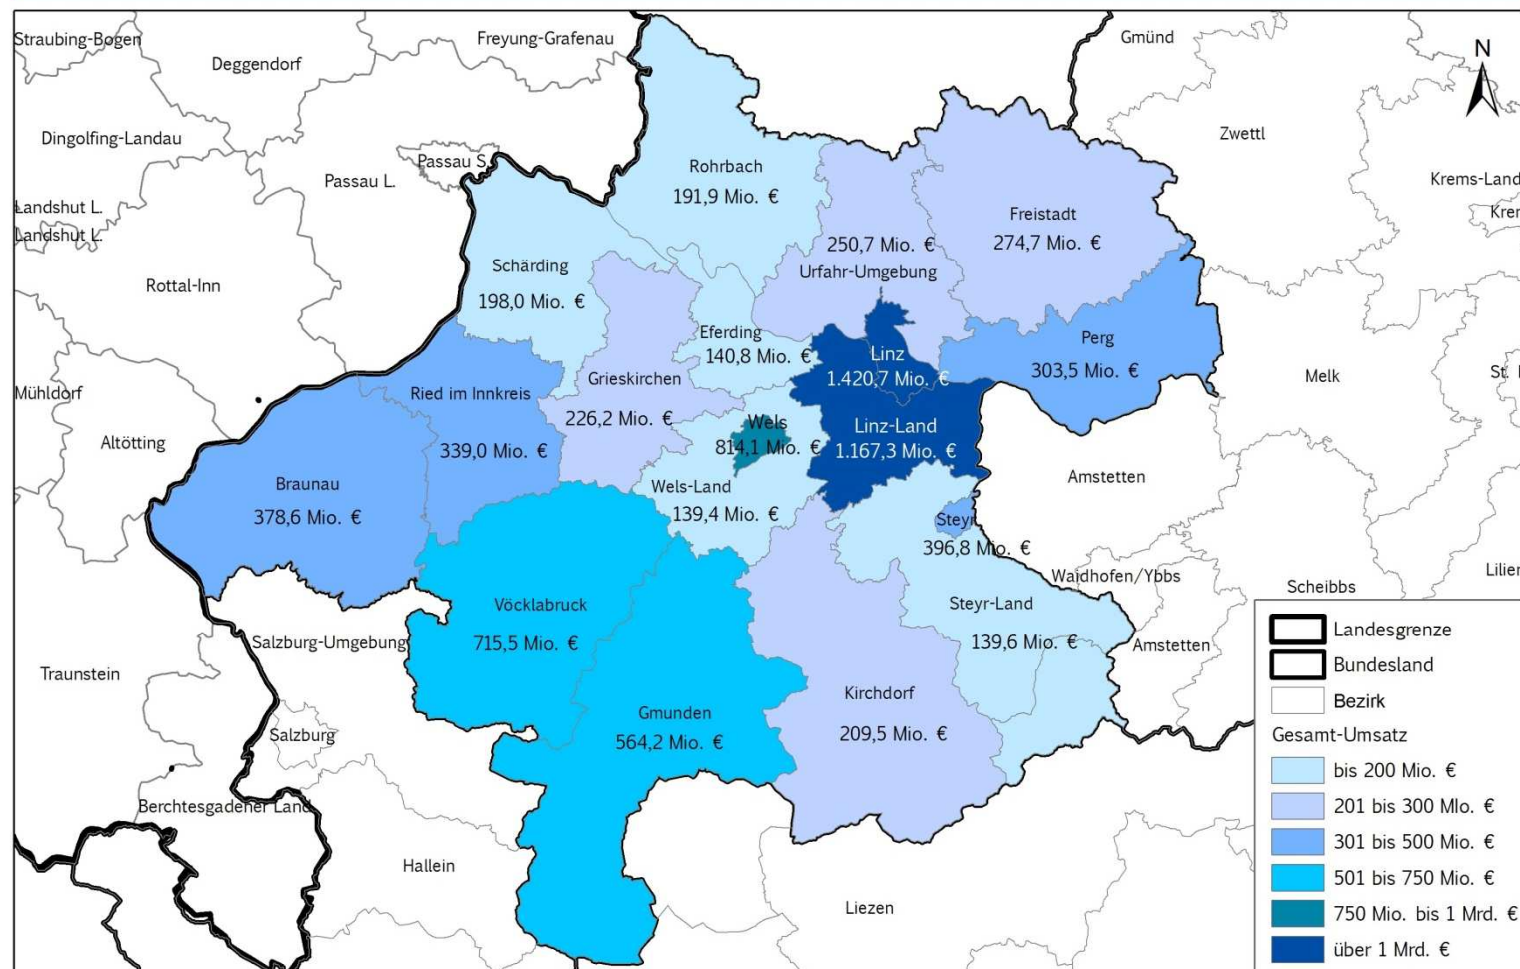 Straubing-Bogen
Freyung-Grafenau
Gmünd
N
Deggendorf
Dingolfing-Landau
Zwettl
Passau S.
Passau L.
Rohrbach
191,9 Mio. €
Krems-Land
Landshut L.
Landshut L.
Freistadt
274,7 Mio. €
250,7 Mio. €
Urfahr-Umgebung
Schärding
198,0 Mio. €
Rottal-Inn
Eferding
140,8 Mio. €
Perg
303,5 Mio. €
Linz
1.420,7 Mio. €
Grieskirchen
226,2 Mio. €
Melk
St.
Mühldorf
Ried im Innkreis
339,0 Mio. €
Altötting
Wels
814,1 Mio. €
Linz-Land
1.167,3 Mio. €
Braunau
378,6 Mio. €
Wels-Land
139,4 Mio. €
Amstetten
Steyr
396,8 Mio. €
Waidhofen/Ybbs
Scheibbs
Vöcklabruck
715,5 Mio. €
Steyr-Land
139,6 Mio. €
Salzburg-Umgebung
Amstetten
Traunstein
Kirchdorf
209,5 Mio. €
Gmunden
564,2 Mio. €
Salzburg
Berchtesgadener Land
Hallein
Liezen
Landesgrenze
Bundesland
Bezirk
Gesamt-Umsatz
bis 200 Mio. €
201 bis 300 MIo. €
301 bis 500 Mio. €
501 bis 750 Mio. €
750 Mio. bis 1 Mrd. €
über 1 Mrd. €